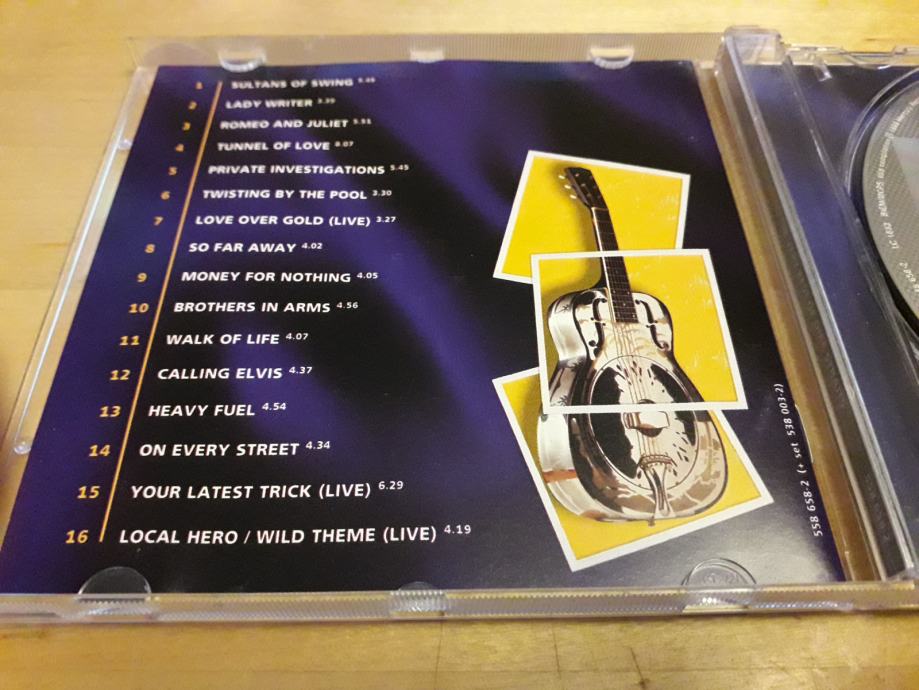 1 SULTANS OF SWING
2 LADY WRITER 3.39
3 ROMEO AND JULIET 5.51
4 TUNNEL OF LOVE 8.07
5 PRIVATE INVESTIGATIONS 5.45
6 TWISTING BY THE POOL 3.30
7 LOVE OVER GOLD (LIVE) 3.27
8 SO FAR AWAY 4.02
9 MONEY FOR NOTHING 4.05
10 BROTHERS IN ARMS 4.56
11 WALK OF LIFE 4.07
12 CALLING ELVIS 4.37
13 HEAVY FUEL 4.54
14 ON EVERY STREET 4.34
15 YOUR LATEST TRICK (LIVE) 6.29
16 LOCAL HERO / WILD THEME (LIVE) 4.19
558 658-2 (+ set 538 003-2)